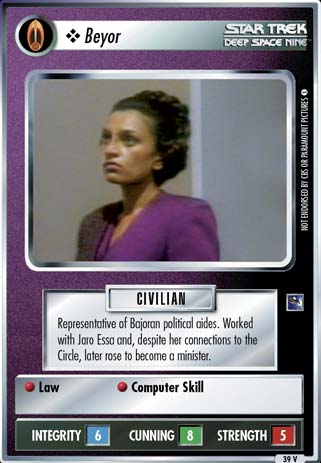 ❖ Beyor
STAR TREK
DEEP SPACE NINE™
NOT ENDORSED BY CBS OR PARAMOUNT PICTURES
CIVILIAN
Representative of Bajoran political aides. Worked
with Jaro Essa and, despite her connections to the
Circle, later rose to become a minister.
Law Computer Skill
INTEGRITY 6 CUNNING 8 STRENGTH 5
39 V